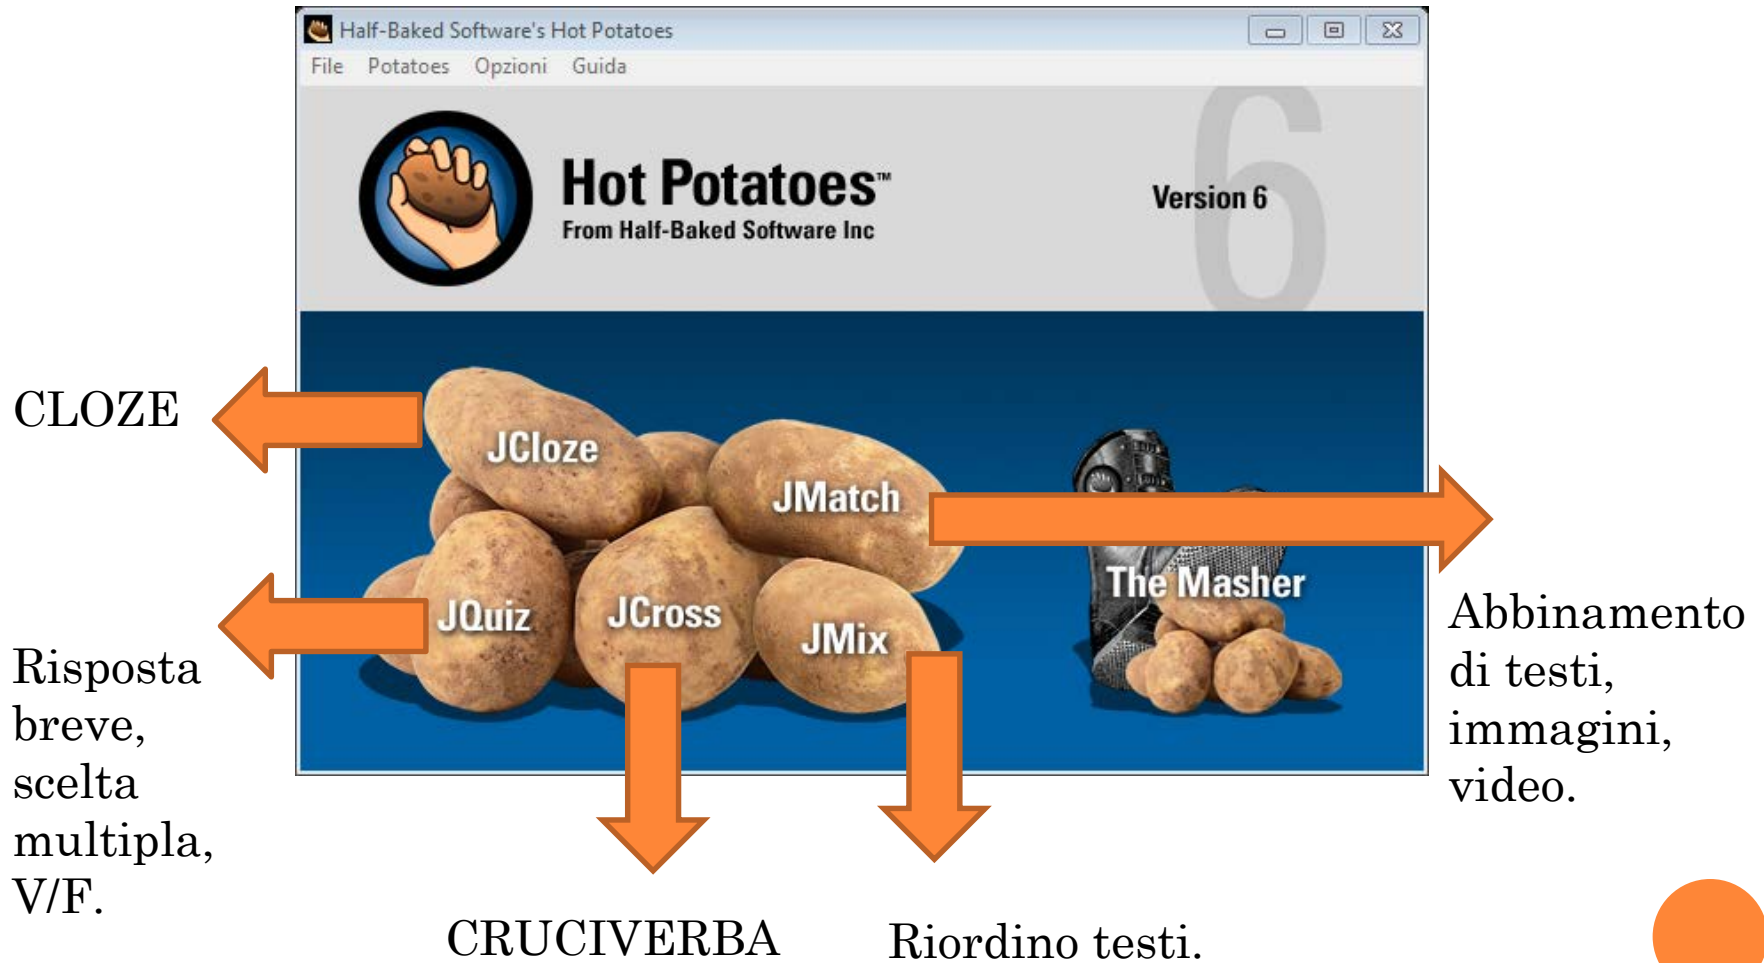 Half-Baked Software's Hot Potatoes
File Potatoes Opzioni Guida
6
Hot Potatoes™
From Half-Baked Software Inc
Version 6
CLOZE
JCloze
JMatch
The Masher
JQuiz
JCross
JMix
Risposta
breve,
scelta
multipla,
V/F.
Abbinamento
di testi,
immagini,
video.
CRUCIVERBA
Riordino testi.